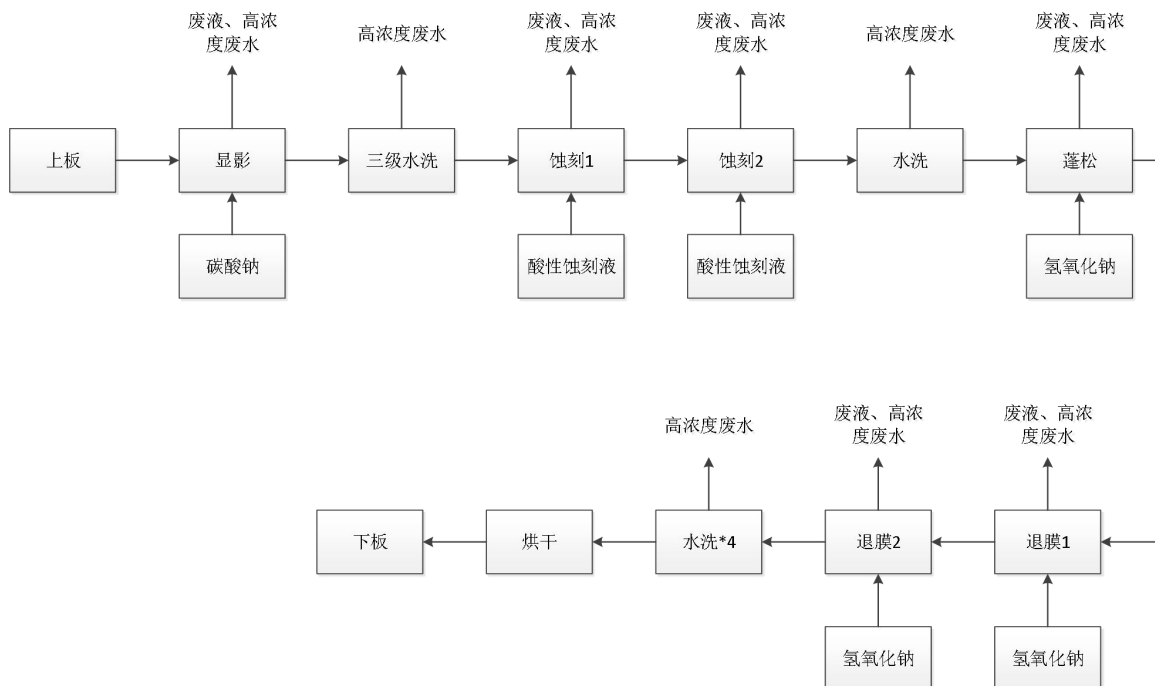 废液、高浓
度废水
高浓度废水
废液、高浓
度废水
废液、高浓
度废水
高浓度废水
废液、高浓
度废水
上板
显影
三级水洗
蚀刻1
蚀刻2
水洗
蓬松
碳酸钠
酸性蚀刻液
酸性蚀刻液
氢氧化钠
高浓度废水
废液、高浓
度废水
废液、高浓
度废水
下板
烘干
水洗*4
退膜2
退膜1
氢氧化钠
氢氧化钠